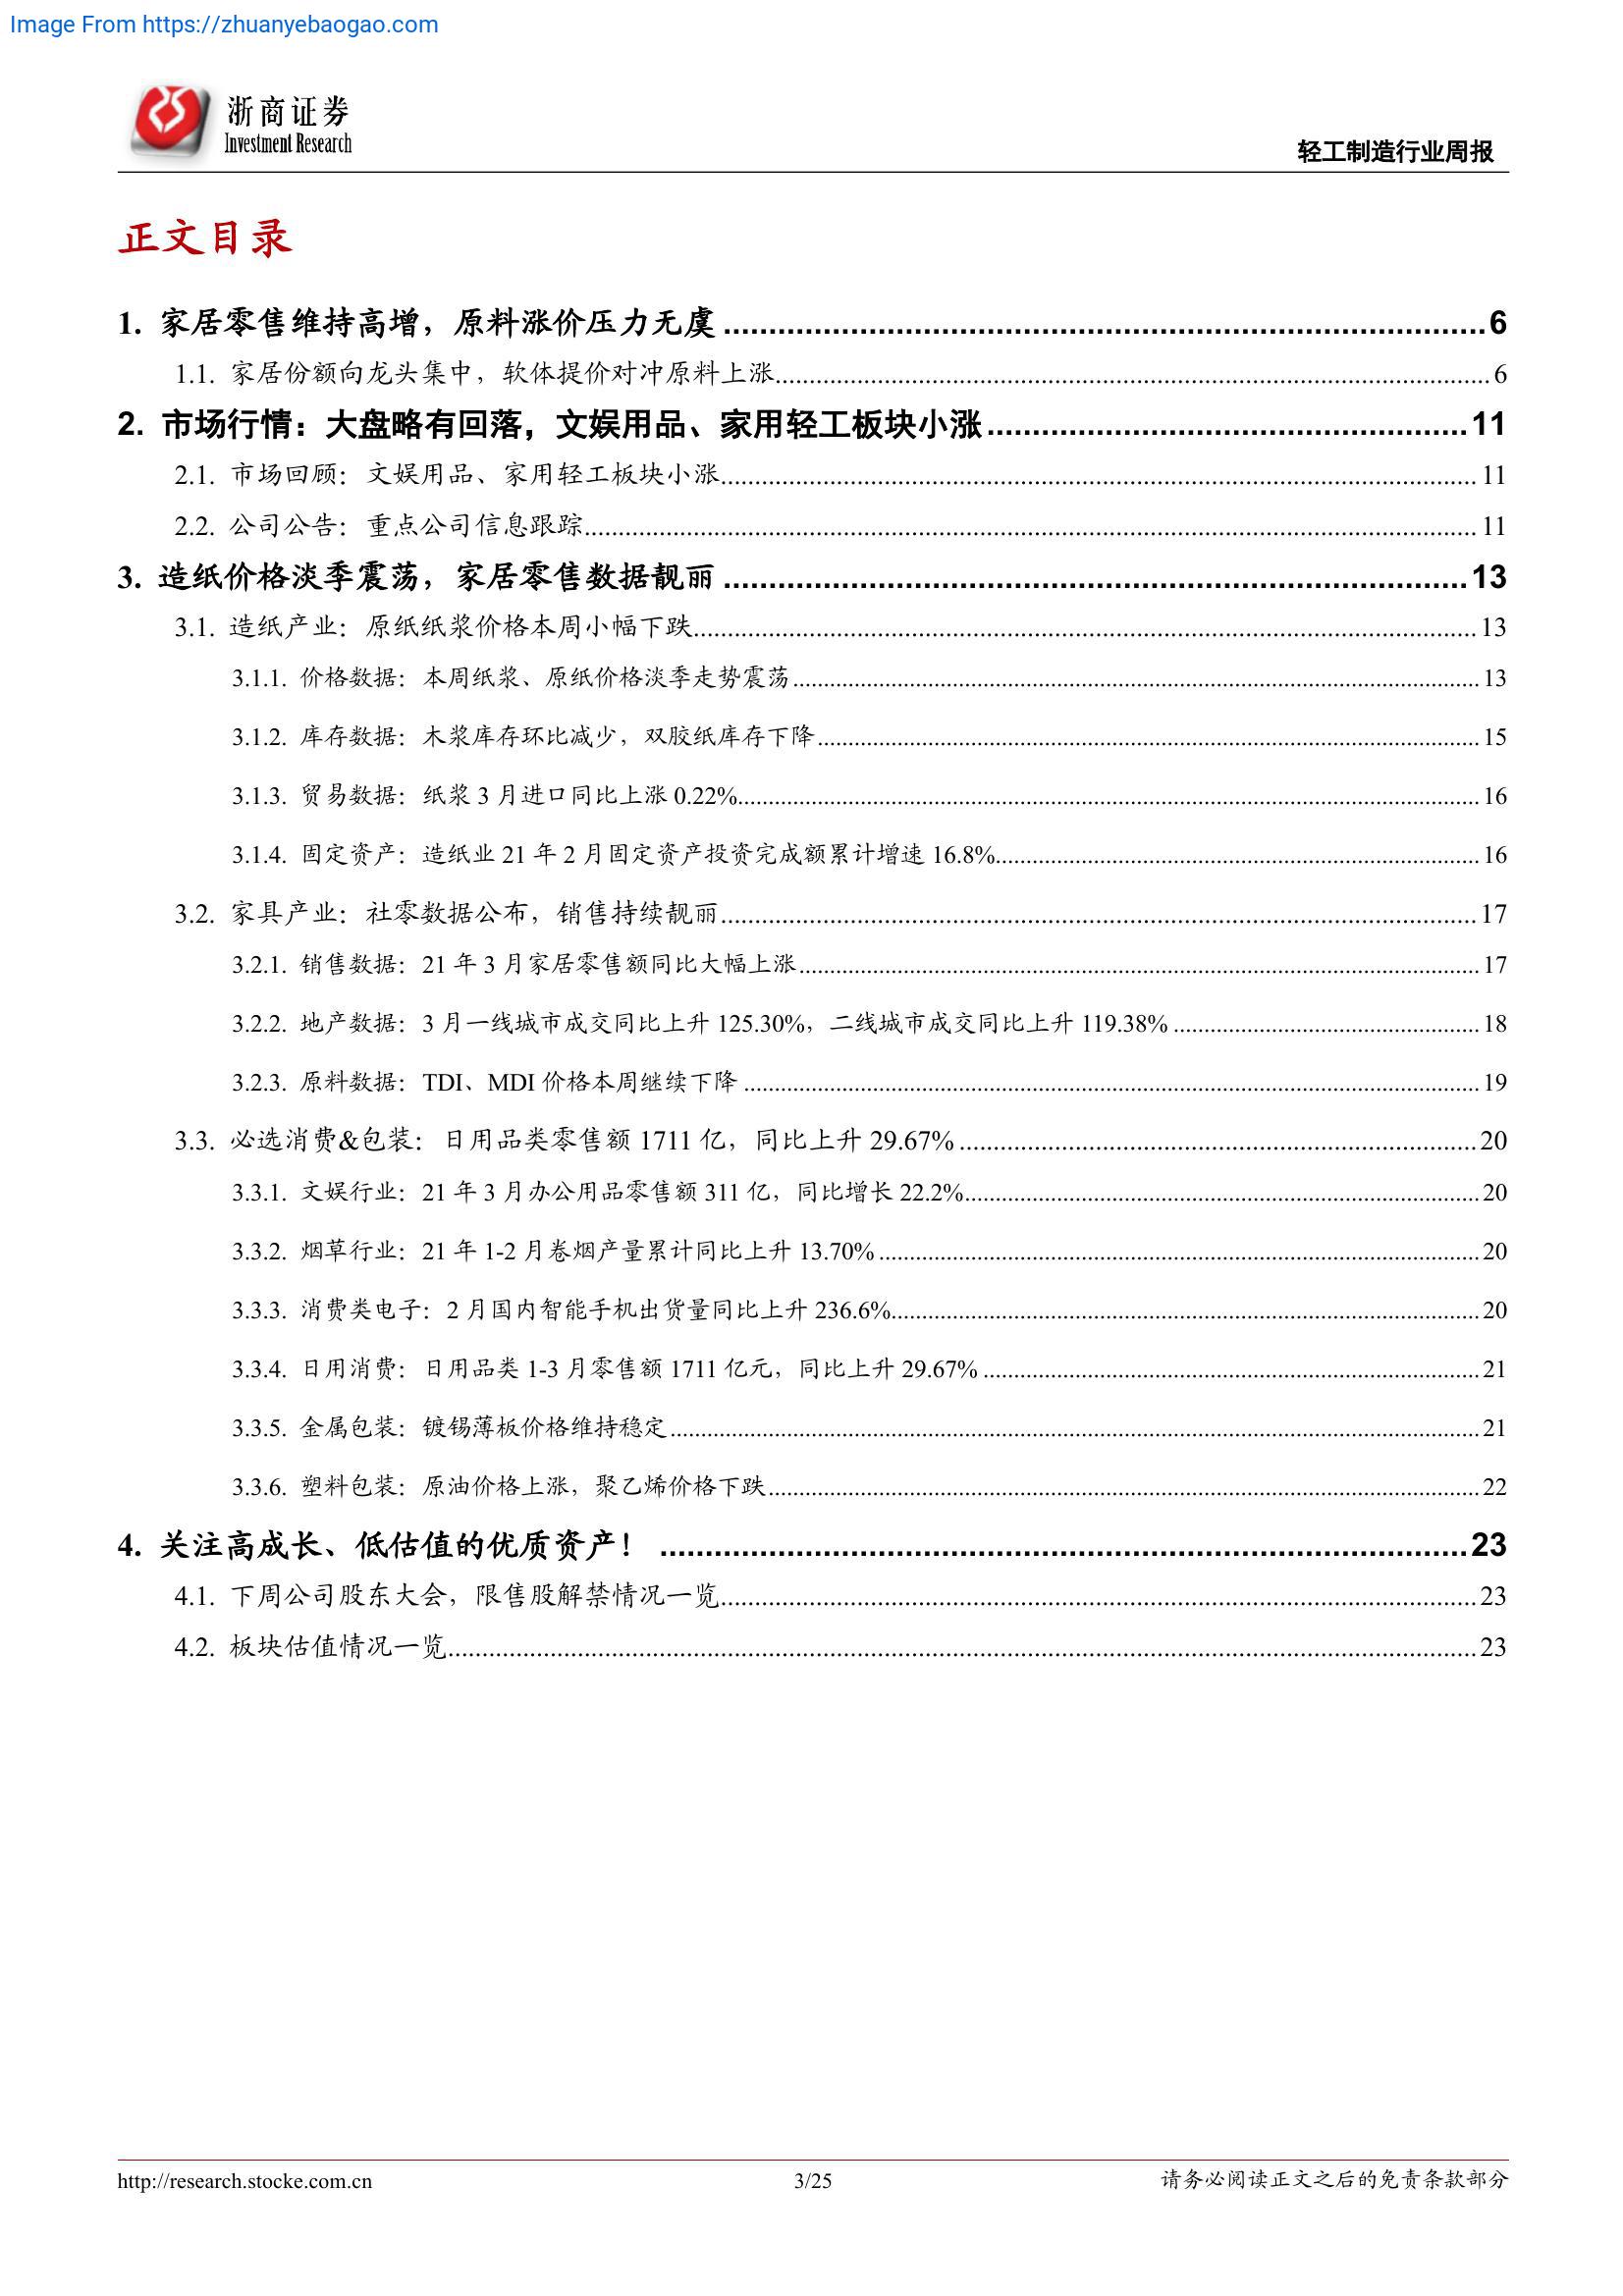 Image From https://zhuanyebaogao.com
浙商证券
Investment Research
轻工制造行业周报
正文目录
1. 家居零售维持高增，原料涨价压力无虞 ........ 6
1.1. 家居份额向龙头集中，软体提价对冲原料上涨........ 6
2. 市场行情：大盘略有回落，文娱用品、家用轻工板块小涨........ 11
2.1. 市场回顾：文娱用品、家用轻工板块小涨........ 11
2.2. 公司公告：重点公司信息跟踪........ 11
3. 造纸价格淡季震荡，家居零售数据靓丽 ........ 13
3.1. 造纸产业：原纸纸浆价格本周小幅下跌........ 13
3.1.1. 价格数据：本周纸浆、原纸价格淡季走势震荡........ 13
3.1.2. 库存数据：木浆库存环比减少，双胶纸库存下降........ 15
3.1.3. 贸易数据：纸浆 3 月进口同比上涨 0.22%........ 16
3.1.4. 固定资产：造纸业 21 年 2 月固定资产投资完成额累计增速 16.8%........ 16
3.2. 家具产业：社零数据公布，销售持续靓丽........ 17
3.2.1. 销售数据：21 年 3 月家居零售额同比大幅上涨........ 17
3.2.2. 地产数据：3 月一线城市成交同比上升 125.30%，二线城市成交同比上升 119.38% ........ 18
3.2.3. 原料数据：TDI、MDI 价格本周继续下降 ........ 19
3.3. 必选消费&包装：日用品类零售额 1711 亿，同比上升 29.67% ........ 20
3.3.1. 文娱行业：21 年 3 月办公用品零售额 311 亿，同比增长 22.2%........ 20
3.3.2. 烟草行业：21 年 1-2 月卷烟产量累计同比上升 13.70% ........ 20
3.3.3. 消费类电子：2 月国内智能手机出货量同比上升 236.6%........ 20
3.3.4. 日用消费：日用品类 1-3 月零售额 1711 亿元，同比上升 29.67% ........ 21
3.3.5. 金属包装：镀锡薄板价格维持稳定........ 21
3.3.6. 塑料包装：原油价格上涨，聚乙烯价格下跌........ 22
4. 关注高成长、低估值的优质资产！ ........ 23
4.1. 下周公司股东大会，限售股解禁情况一览........ 23
4.2. 板块估值情况一览........ 23
http://research.stocke.com.cn
3/25
请务必阅读正文之后的免责条款部分